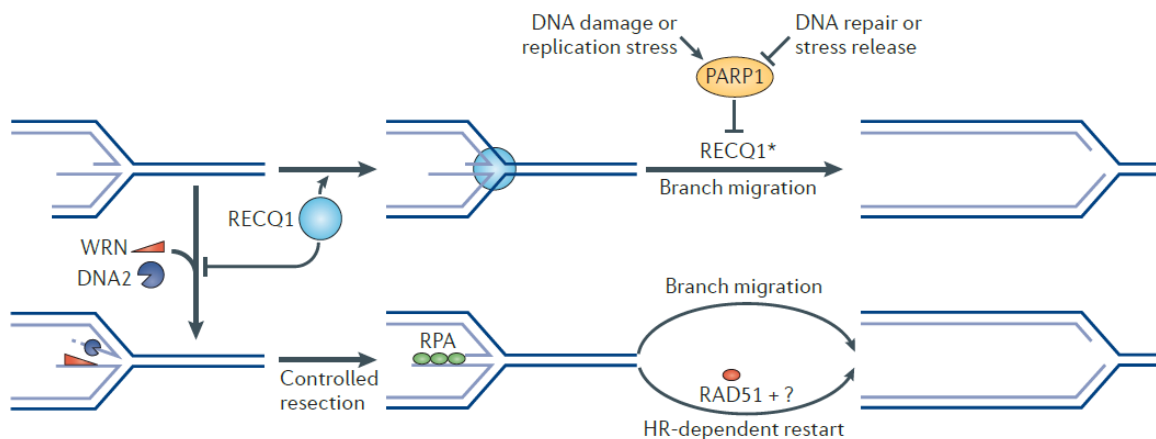 DNA damage or
replication stress
DNA repair or
stress release
PARP1
RECQ1*
Branch migration
RECQ1
WRN
DNA2
RPA
Controlled
resection
Branch migration
RAD51 + ?
HR-dependent restart